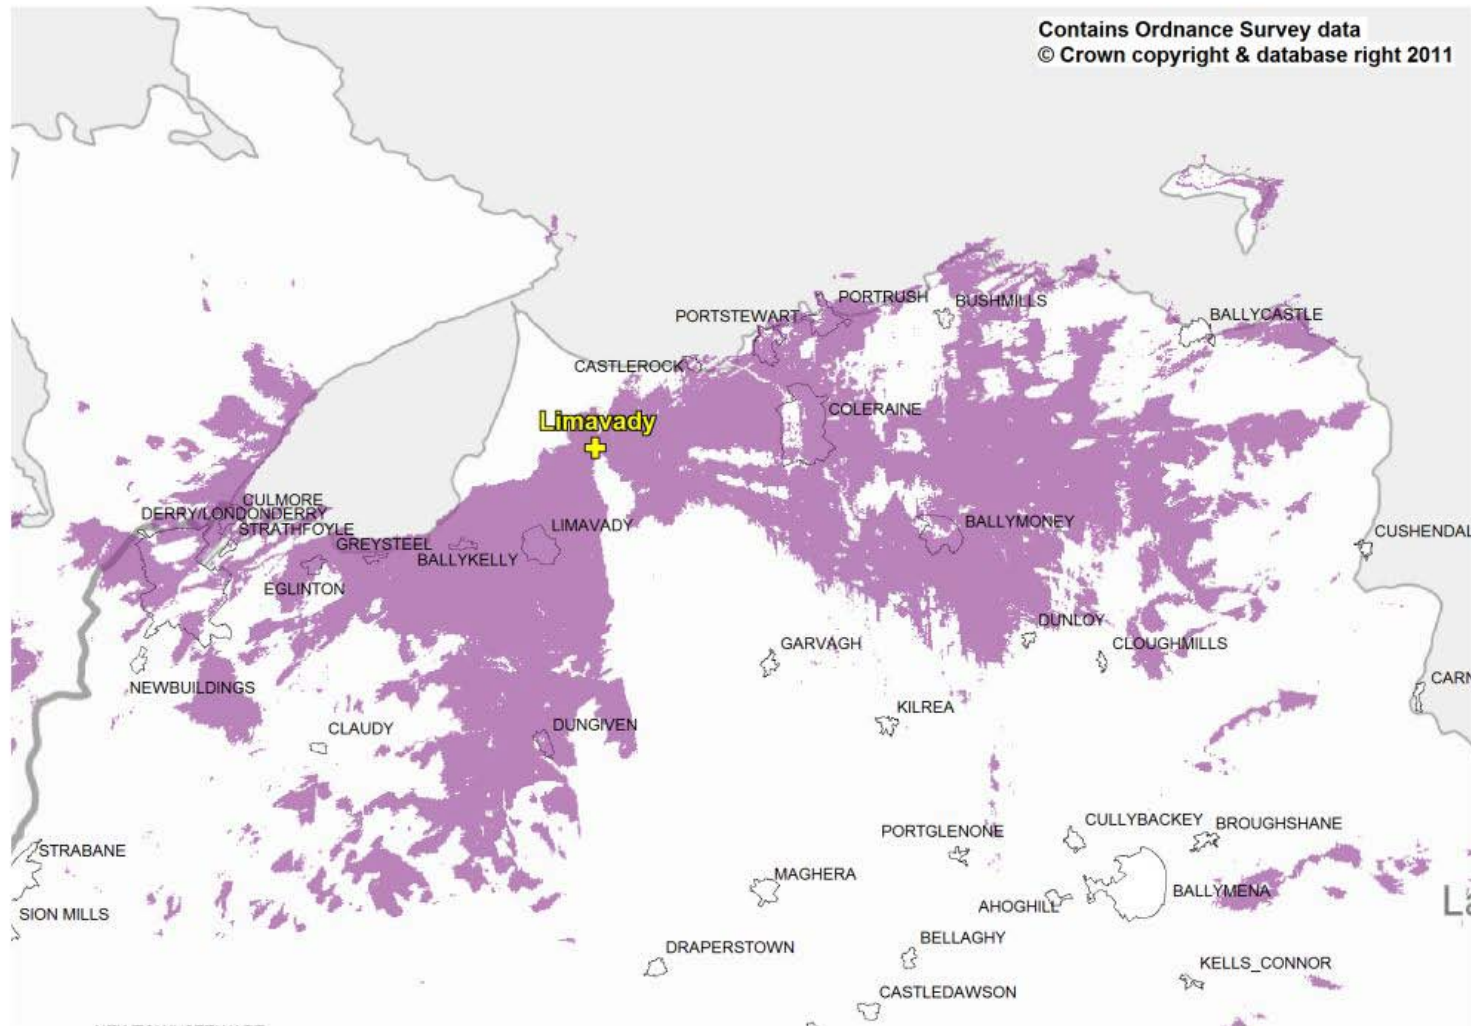 Contains Ordnance Survey data
© Crown copyright & database right 2011
PORTRUSH
BUSHMILLS
PORTSTEWART
BALLYCASTLE
CASTLEROCK
COLERAINE
Limavady
CULMORE
DERRY/LONDONDERRY
STRATHFOYLE
LIMAVADY
BALLYMONEY
GREYSTEEL
BALLYKELLY
CUSHENDAL
EGLINTON
DUNLOY
GARVAGH
CLOUGHMILLS
NEWBUILDINGS
CARN
KILREA
CLAUDY
DUNGIVEN
CULLYBACKEY
BROUGHSHANE
PORTGLENONE
STRABANE
MAGHERA
BALLYMENA
AHOGHILL
La
SION MILLS
BELLAGHY
DRAPERSTOWN
KELLS_CONNOR
CASTLEDAWSON